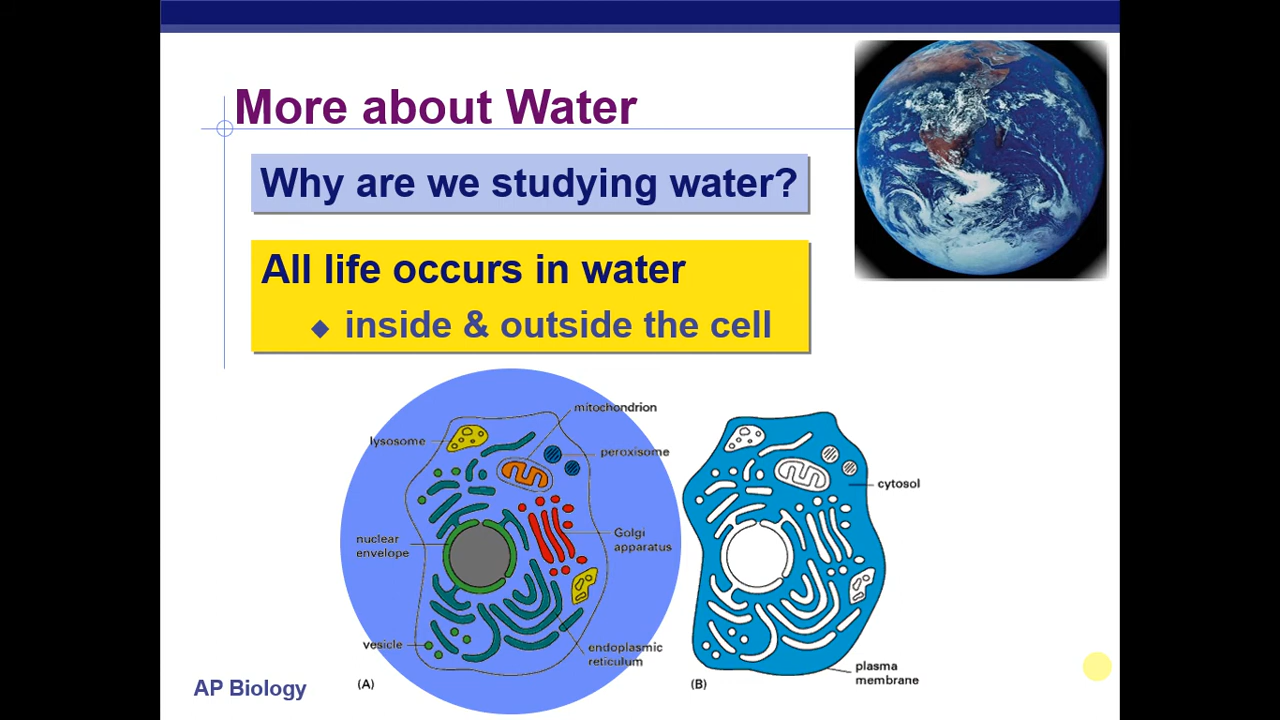 More about Water
Why are we studying water?
All life occurs in water
◆ inside & outside the cell
mitochondrion
lysosome
peroxisome
cytosol
nuclear
envelope
Golgi
apparatus
vesicle
endoplasmic
reticulum
plasma
membrane
(A)
(B)
AP Biology